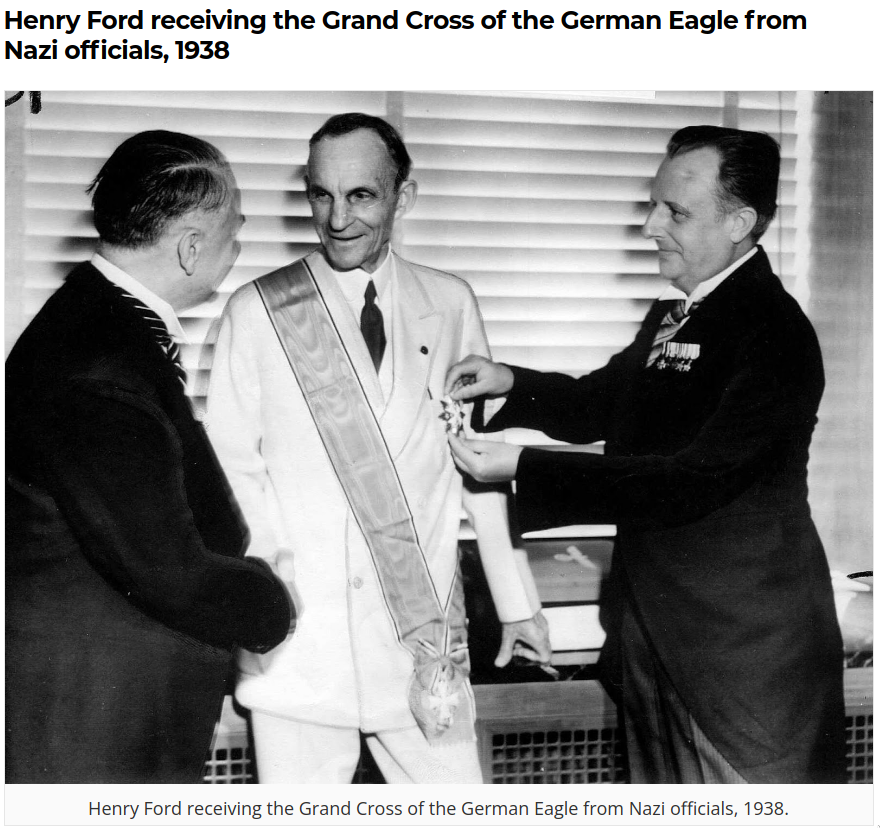 Henry Ford receiving the Grand Cross of the German Eagle from
Nazi officials, 1938
Henry Ford receiving the Grand Cross of the German Eagle from Nazi officials, 1938.